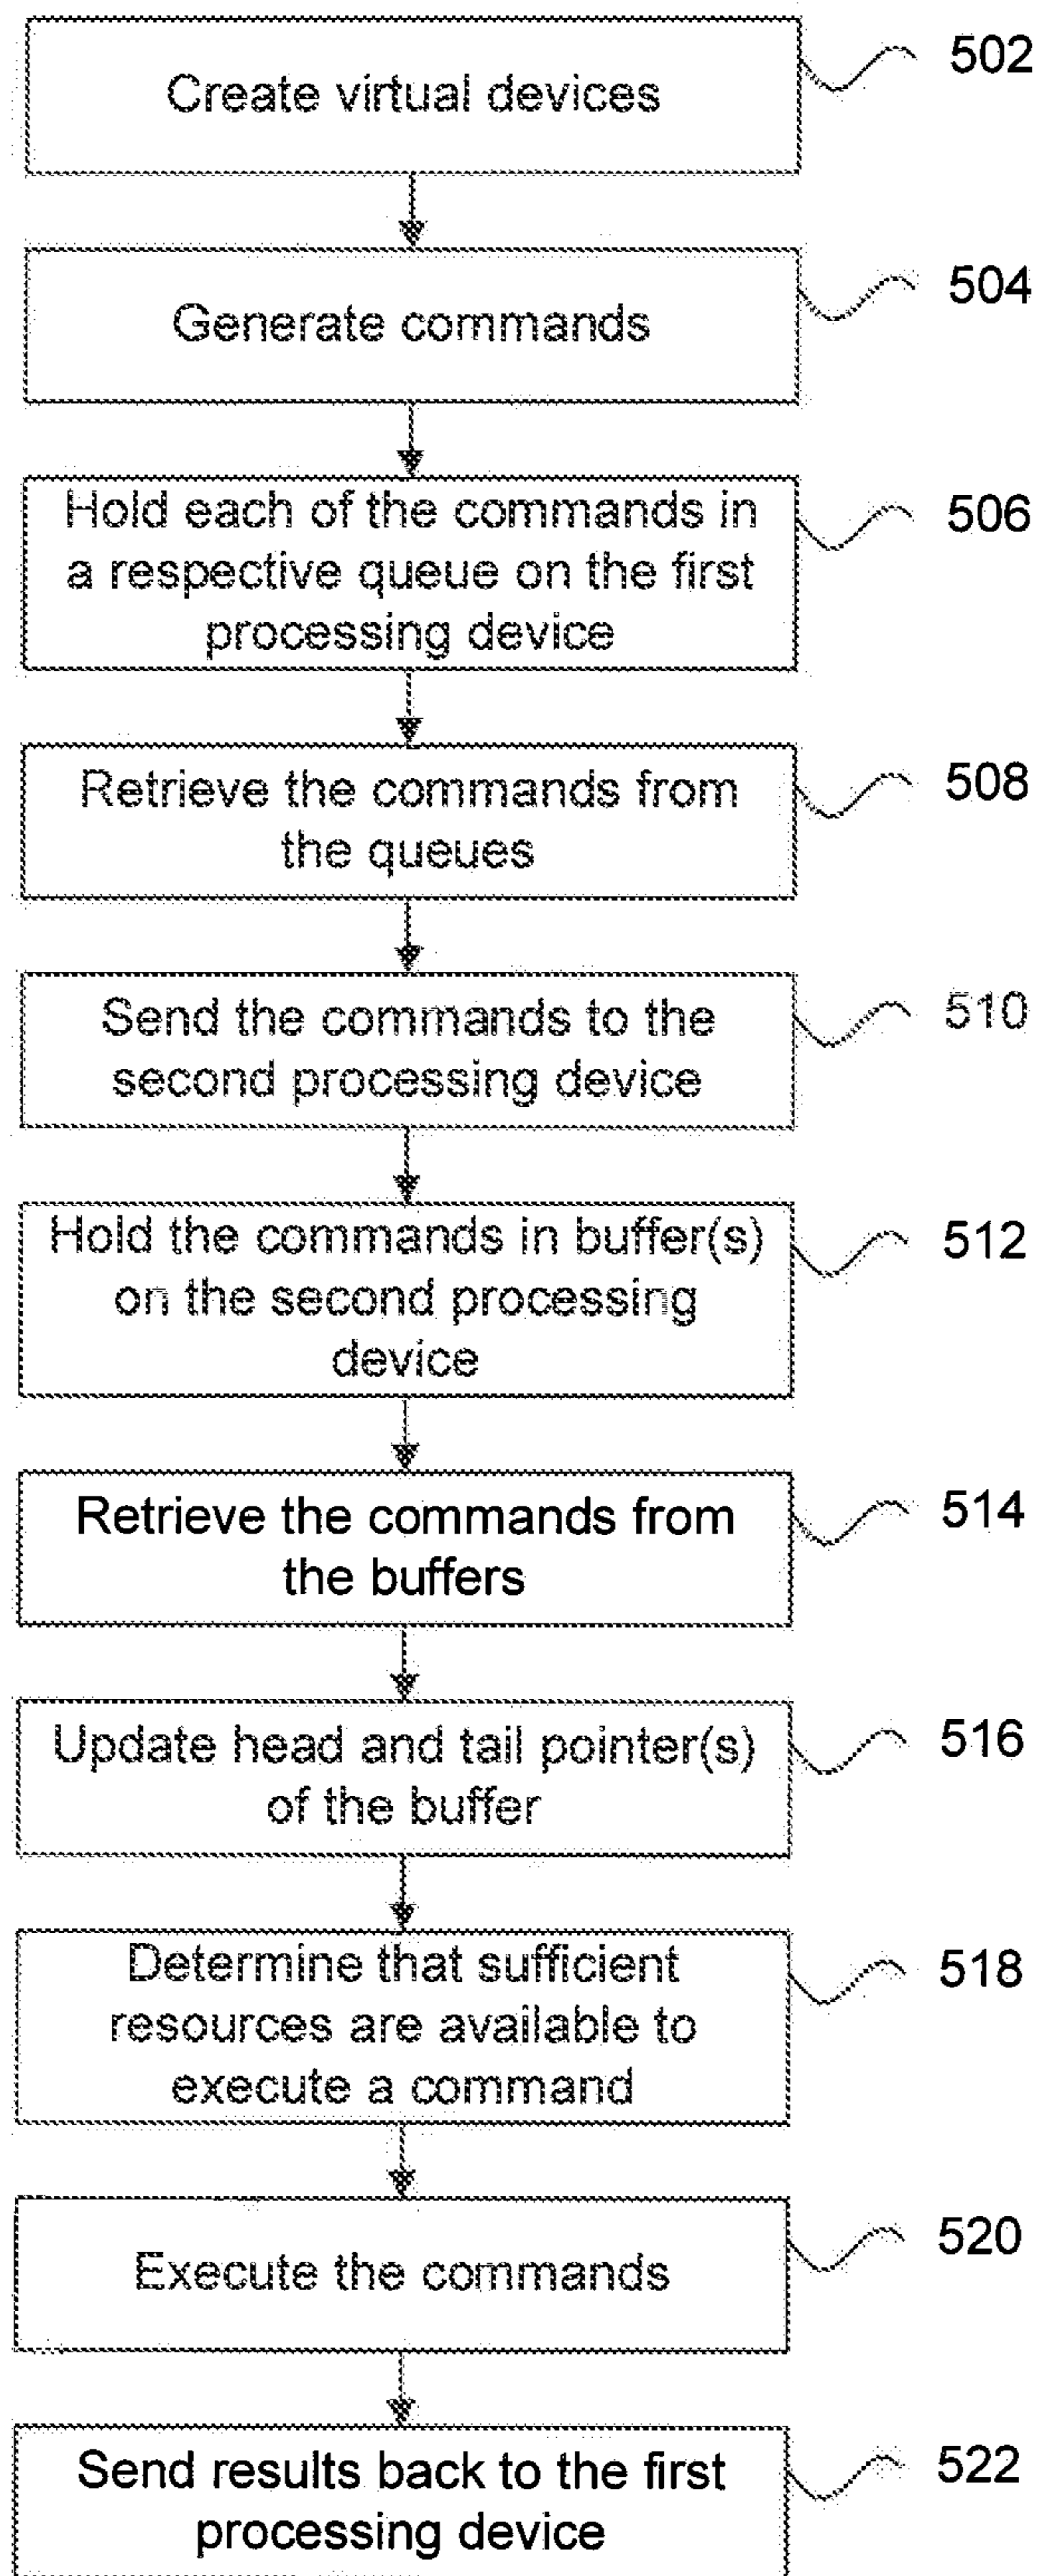 Create virtual devices
502
Generate commands
504
Hold each of the commands in
a respective queue on the first
processing device
506
Retrieve the commands from
the queues
508
Send the commands to the
second processing device
510
Hold the commands in buffer(s)
on the second processing
device
512
Retrieve the commands from
the buffers
514
Update head and tail pointer(s)
of the buffer
516
Determine that sufficient
resources are available to
execute a command
518
Execute the commands
520
Send results back to the first
processing device
522